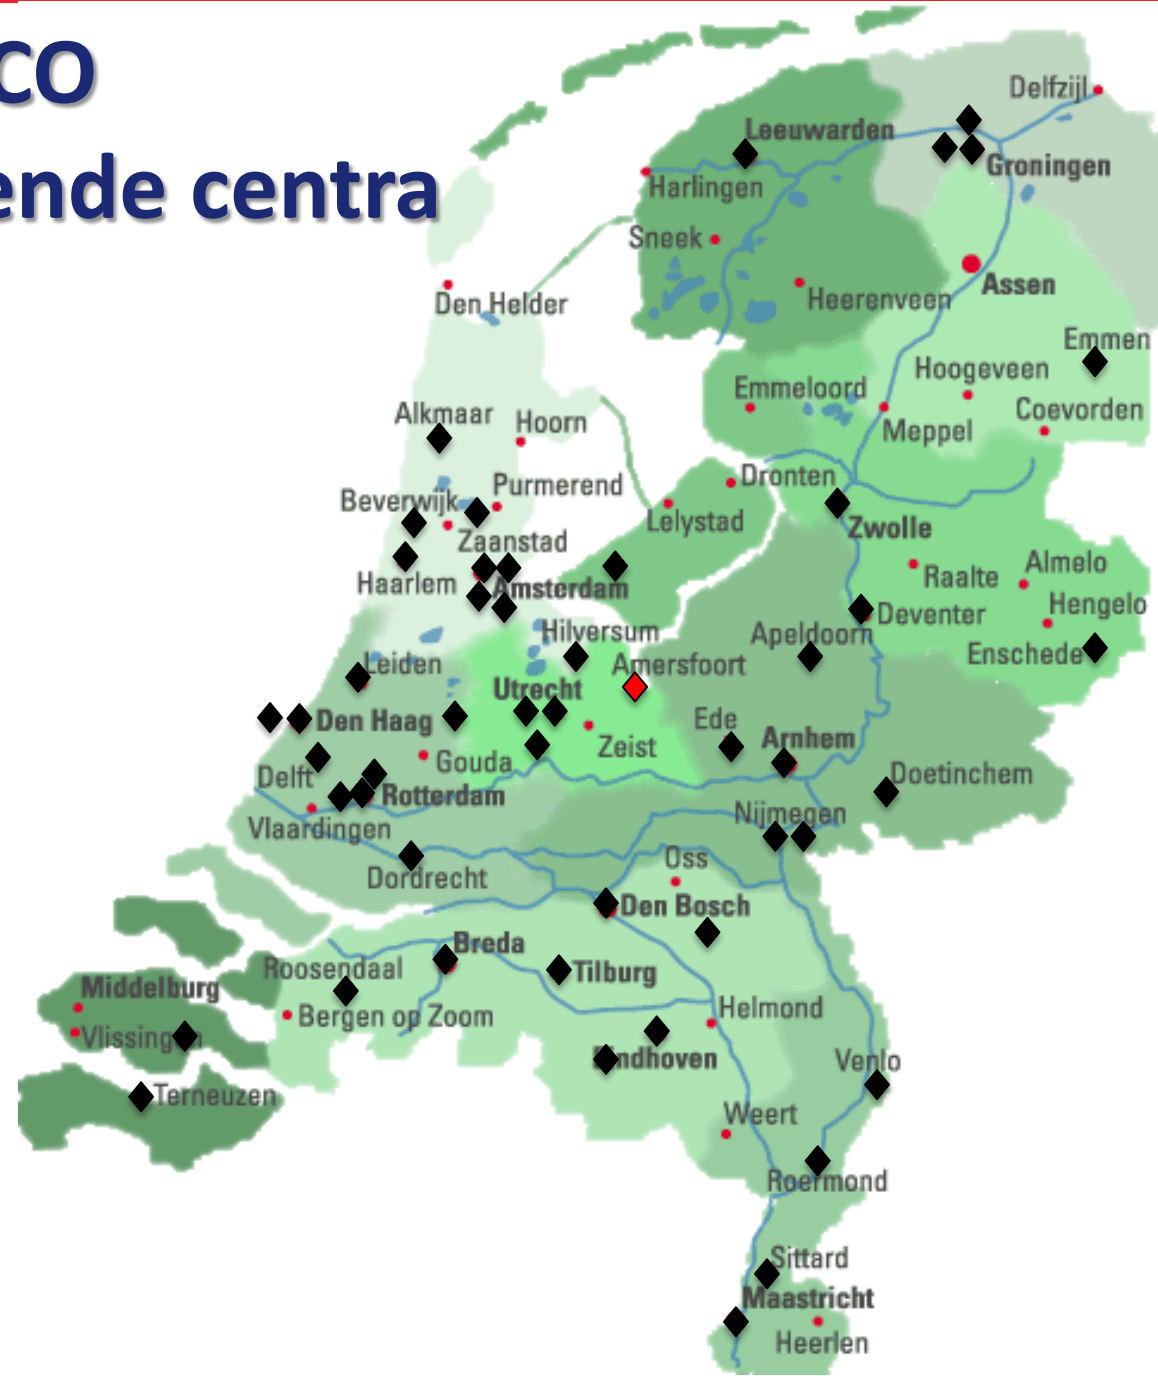 CO
ende centra
Delfzijl
Leeuwarden
Groningen
Harlingen
Sneek
Assen
Den Helder
Heerenveen
Emmen
Hoogeveen
Emmeloord
Coevorden
Alkmaar
Hoorn
Meppel
Dronten
Purmerend
Beverwijk
Lelystad
Zwolle
Zaanstad
Almelo
Raalte
Haarlem
Amsterdam
Hengelo
Deventer
Hilversum
Apeldoorn
Enschede
Leiden
Amersfoort
Utrecht
Den Haag
Ede
Arnhem
Zeist
Gouda
Delft
Doetinchem
Rotterdam
Nijmegen
Vlaardingen
Oss
Dordrecht
Den Bosch
Breda
Roosendaal
Tilburg
Middelburg
Helmond
Bergen op Zoom
Vlissingen
Eindhoven
Venlo
Terneuzen
Weert
Roermond
Sittard
Maastricht
Heerlen